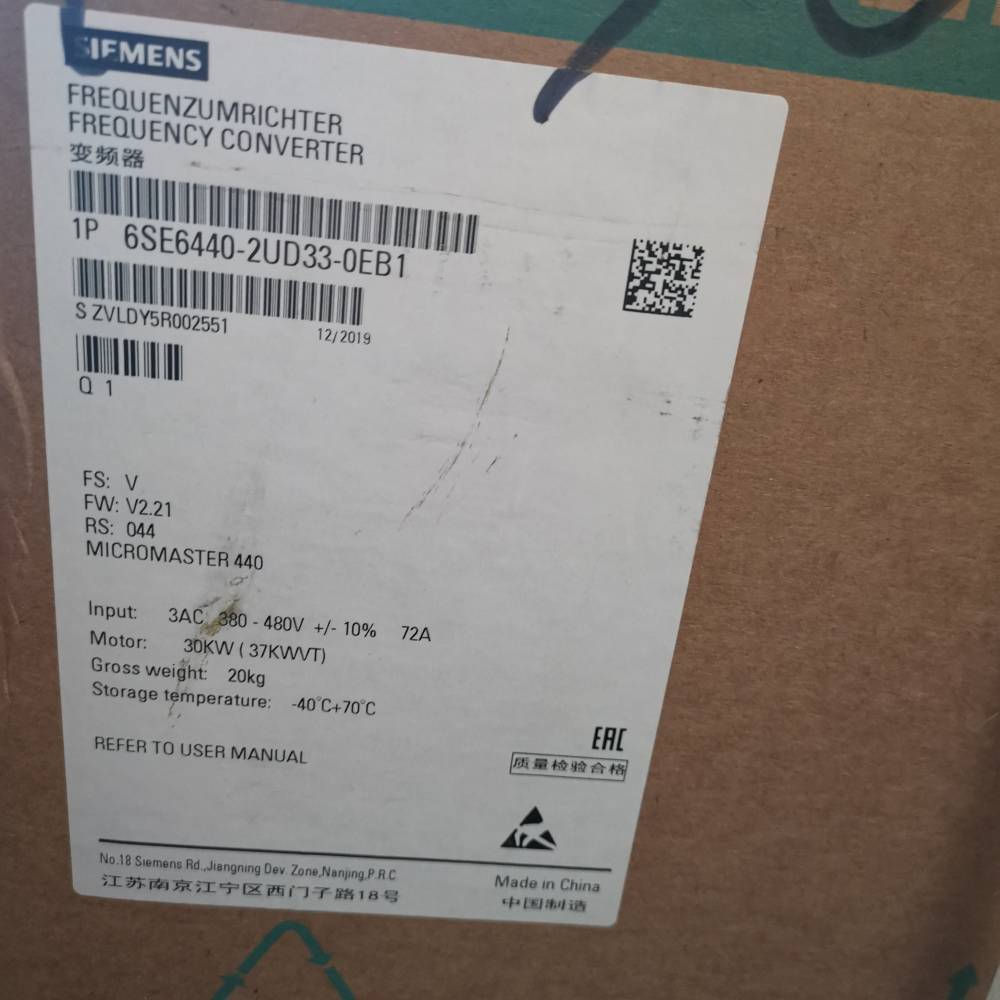 SIEMENS
FREQUENZUMRICHTER
FREQUENCY CONVERTER
变频器
1P 6SE6440-2UD33-0EB1
S ZVLDY5R002551 12/2019
Q 1
FS: V
FW: V2.21
RS: 044
MICROMASTER 440
Input: 3AC 380 - 480V +/- 10% 72A
Motor: 30KW ( 37KWVT)
Gross weight: 20kg
Storage temperature: -40°C+70°C
REFER TO USER MANUAL
EAC
质量检验合格
No.18 Siemens Rd.,Jiangning Dev. Zone,Nanjing,P.R.C
江苏南京江宁区西门子路18号
Made in China
中国制造